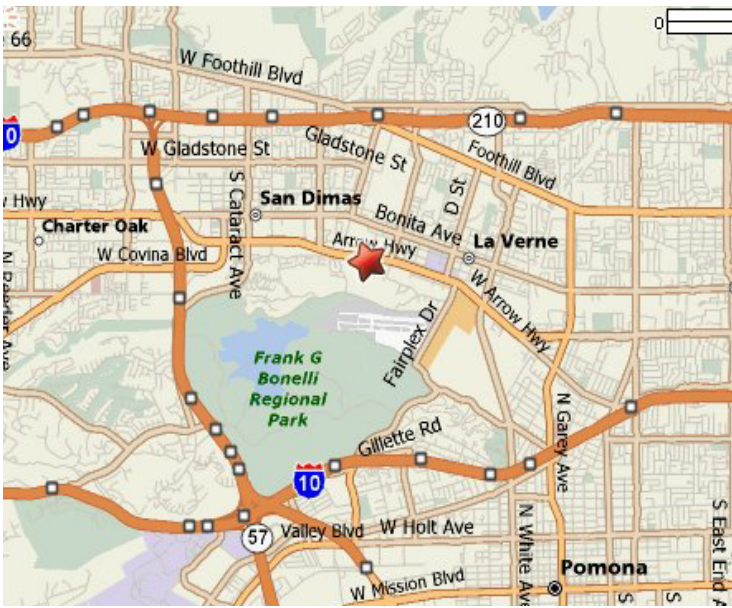 66
0
W Foothill Blvd
210
0
W Gladstone St
Gladstone St
Foothill Blvd
S Cataract Ave
San Dimas
D St
Hwy
Charter Oak
Bonita Ave
Arrow Hwy
La Verne
W Covina Blvd
W Arrow Hwy
Fairplex Dr
Frank G
Bonelli
Regional
Park
N Garey Ave
Gillette Rd
10
57
Valley Blvd
W Holt Ave
N White Ave
S East End A
Pomona
W Mission Blvd